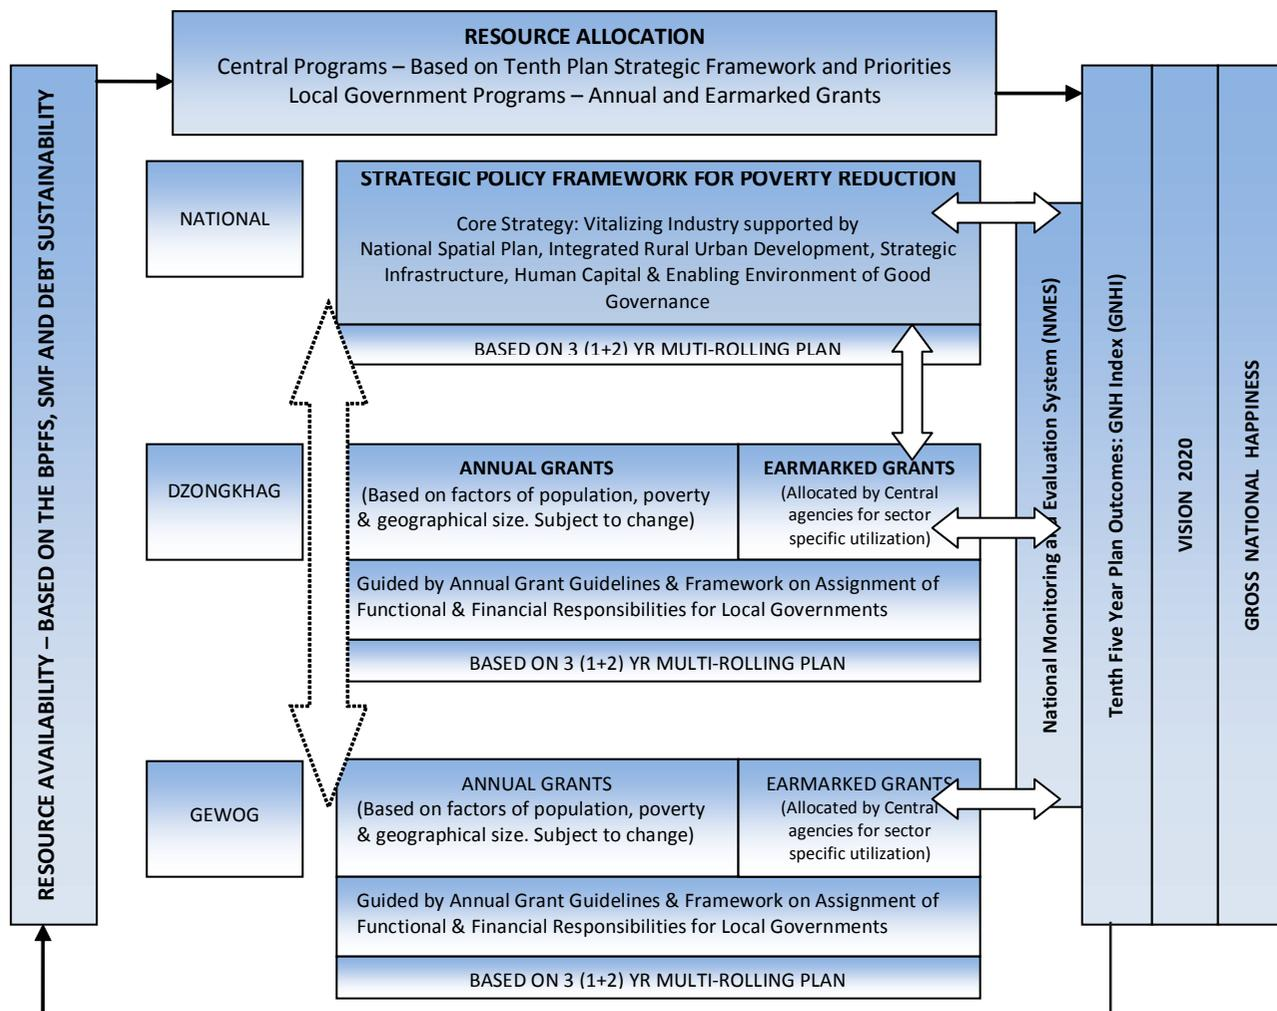 RESOURCE ALLOCATION
Central Programs – Based on Tenth Plan Strategic Framework and Priorities
Local Government Programs – Annual and Earmarked Grants
RESOURCE AVAILABILITY – BASED ON THE BPFFS, SMF AND DEBT SUSTAINABILITY
NATIONAL
STRATEGIC POLICY FRAMEWORK FOR POVERTY REDUCTION
Core Strategy: Vitalizing Industry supported by
National Spatial Plan, Integrated Rural Urban Development, Strategic
Infrastructure, Human Capital & Enabling Environment of Good
Governance
BASED ON 3 (1+2) YR MUTI-ROLLING PLAN
DZONGKHAG
ANNUAL GRANTS
(Based on factors of population, poverty
& geographical size. Subject to change)
EARMARKED GRANTS
(Allocated by Central
agencies for sector
specific utilization)
Guided by Annual Grant Guidelines & Framework on Assignment of
Functional & Financial Responsibilities for Local Governments
BASED ON 3 (1+2) YR MULTI-ROLLING PLAN
GEWOG
ANNUAL GRANTS
(Based on factors of population, poverty
& geographical size. Subject to change)
EARMARKED GRANTS
(Allocated by Central
agencies for sector
specific utilization)
Guided by Annual Grant Guidelines & Framework on Assignment of
Functional & Financial Responsibilities for Local Governments
BASED ON 3 (1+2) YR MULTI-ROLLING PLAN
National Monitoring and Evaluation System (NMES)
Tenth Five Year Plan Outcomes: GNH Index (GNHI)
VISION 2020
GROSS NATIONAL HAPPINESS